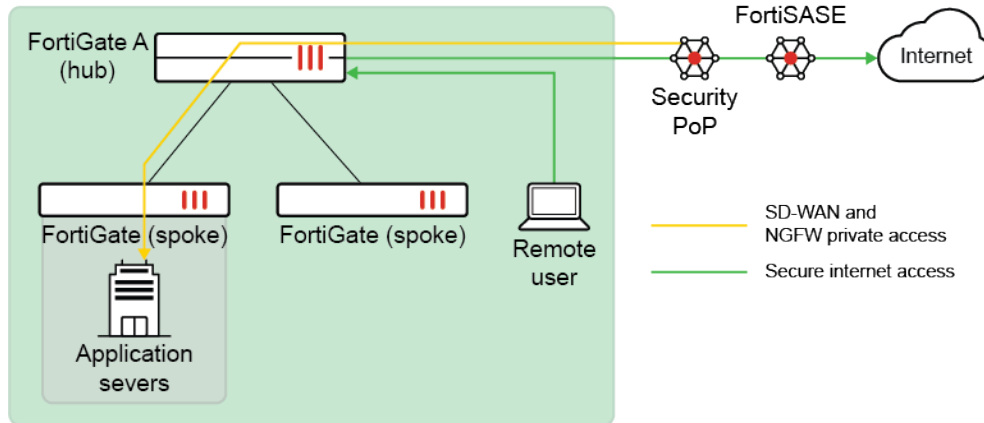 FortiGate A
(hub)
FortiSASE
Internet
Security
PoP
FortiGate (spoke)
FortiGate (spoke)
Remote
user
Application
severs
SD-WAN and
NGFW private access
Secure internet access